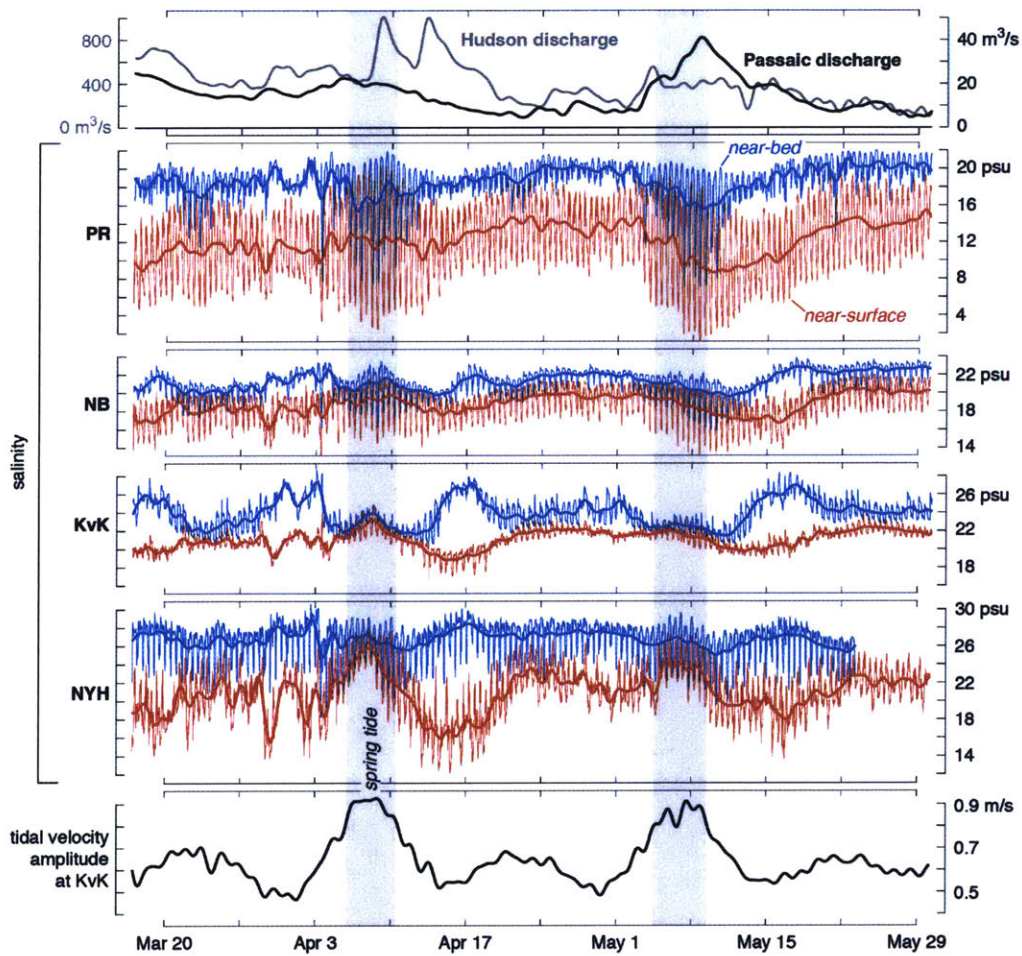 Hudson discharge
Passaic discharge
800
400
0 m³/s
40 m³/s
20
0
near-bed
near-surface
PR
20 psu
16
12
8
4
NB
22 psu
18
14
salinity
KvK
26 psu
22
18
NYH
30 psu
26
22
18
14
spring tide
tidal velocity
amplitude
at KvK
0.9 m/s
0.7
0.5
Mar 20
Apr 3
Apr 17
May 1
May 15
May 29